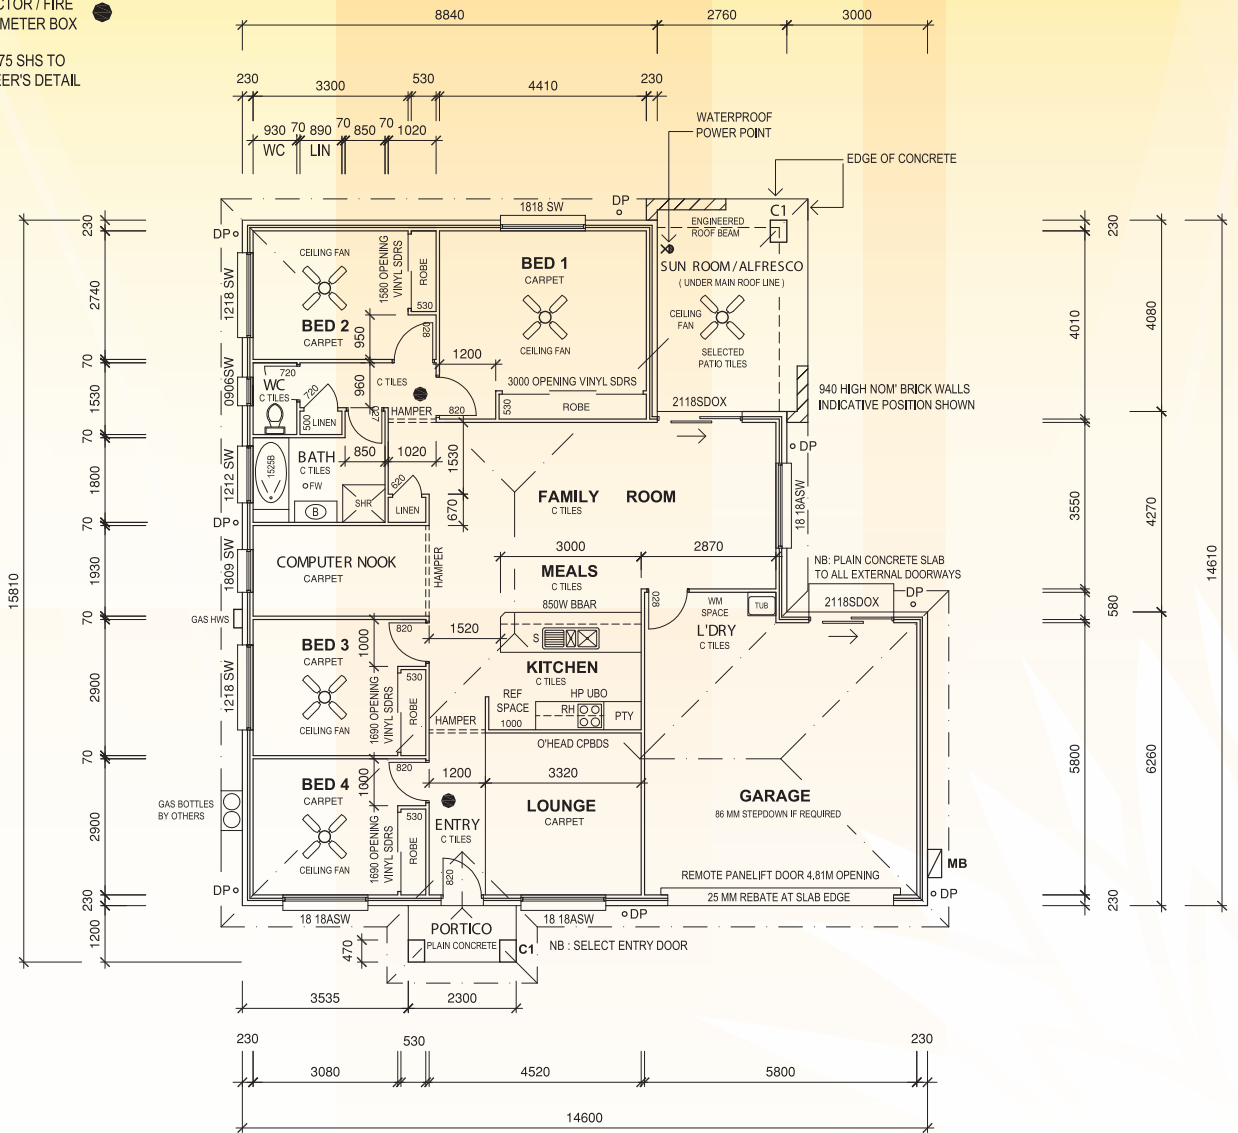 CTOR / FIRE
METER BOX
75 SHS TO
EER'S DETAIL
8840
2760
3000
230
3300
530
4410
230
930
70
890
70
850
70
1020
WC
LIN
WATERPROOF
POWER POINT
EDGE OF CONCRETE
1818 SW
DP
C1
ENGINEERED
ROOF BEAM
DP
CEILING FAN
BED 2
CARPET
1580 OPENING
VINYL SDRS
ROBE
530
BED 1
CARPET
CEILING FAN
SUN ROOM/ALFRESCO
( UNDER MAIN ROOF LINE )
CEILING
FAN
SELECTED
PATIO TILES
1218 SW
950
820
1200
3000 OPENING VINYL SDRS
530
ROBE
2118SDOX
940 HIGH NOM' BRICK WALLS
INDICATIVE POSITION SHOWN
0906SW
WC
C TILES
720
720
500
LINEN
960
C TILES
HAMPER
820
720
DP
BATH
C TILES
FW
1525B
B
SHR
850
1020
1530
620
LINEN
670
1212 SW
DP
FAMILY ROOM
C TILES
18 18ASW
1809 SW
COMPUTER NOOK
CARPET
HAMPER
3000
2870
MEALS
C TILES
850W BBAR
NB: PLAIN CONCRETE SLAB
TO ALL EXTERNAL DOORWAYS
2118SDOX
DP
820
WM
SPACE
TUB
L'DRY
C TILES
GAS HWS
BED 3
CARPET
1000
820
530
1690 OPENING
VINYL SDRS
ROBE
CEILING FAN
1218 SW
1520
S
KITCHEN
C TILES
REF
SPACE
1000
HP UBO
RH
PTY
HAMPER
O'HEAD CPBDS
BED 4
CARPET
1000
820
530
1690 OPENING
VINYL SDRS
ROBE
CEILING FAN
GAS BOTTLES
BY OTHERS
1200
3320
ENTRY
C TILES
820
LOUNGE
CARPET
GARAGE
86 MM STEPDOWN IF REQUIRED
REMOTE PANELIFT DOOR 4,81M OPENING
25 MM REBATE AT SLAB EDGE
MB
DP
DP
18 18ASW
18 18ASW
DP
PORTICO
PLAIN CONCRETE
C1
NB : SELECT ENTRY DOOR
470
15810
230
2740
70
1530
70
1800
70
1930
70
2900
70
2900
230
1200
230
4010
3550
580
5800
230
4080
4270
6260
14610
3535
2300
230
3080
530
4520
5800
230
14600